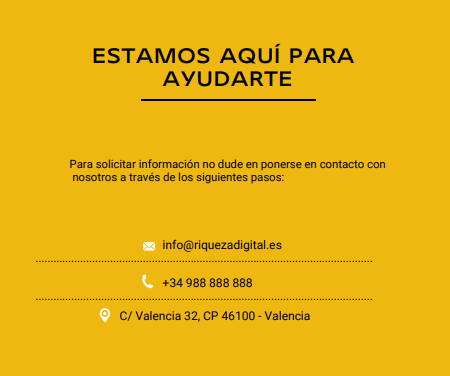 ESTAMOS AQUÍ PARA
AYUDARTE
Para solicitar información no dude en ponerse en contacto con
nosotros a través de los siguientes pasos:
info@riquezadigital.es
+34 988 888 888
C/ Valencia 32, CP 46100 - Valencia